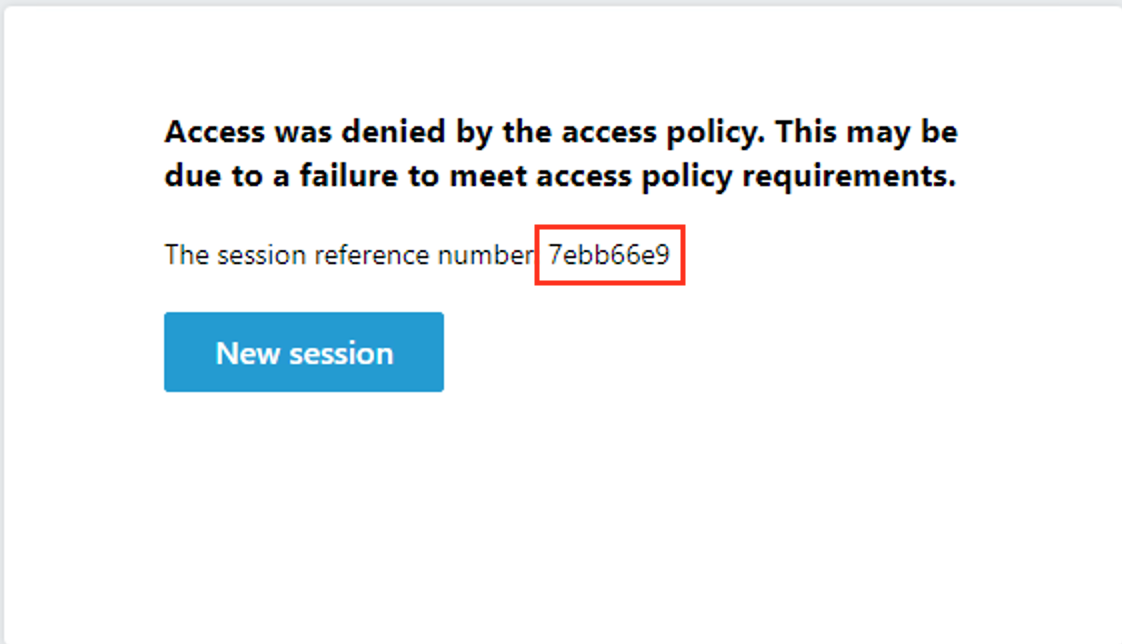 Access was denied by the access policy. This may be
due to a failure to meet access policy requirements.
The session reference number 7ebb66e9
New session